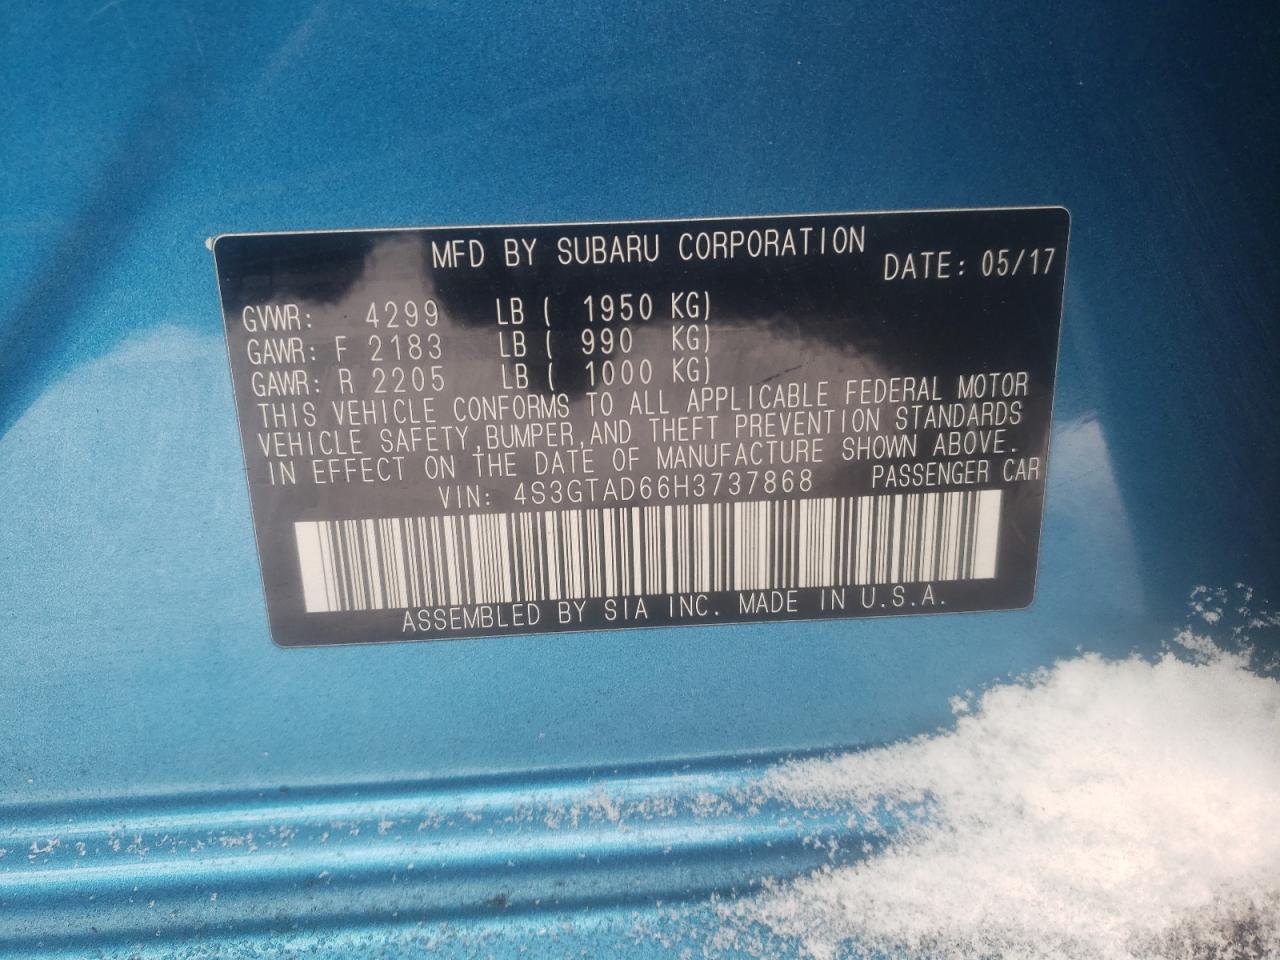 MFD BY SUBARU CORPORATION
DATE: 05/17
GVWR: 4299 LB ( 1950 KG)
GAWR: F 2183 LB ( 990 KG)
GAWR: R 2205 LB ( 1000 KG)
THIS VEHICLE CONFORMS TO ALL APPLICABLE FEDERAL MOTOR
VEHICLE SAFETY,BUMPER,AND THEFT PREVENTION STANDARDS
IN EFFECT ON THE DATE OF MANUFACTURE SHOWN ABOVE.
VIN: 4S3GTAD66H3737868 PASSENGER CAR
ASSEMBLED BY SIA INC. MADE IN U.S.A.